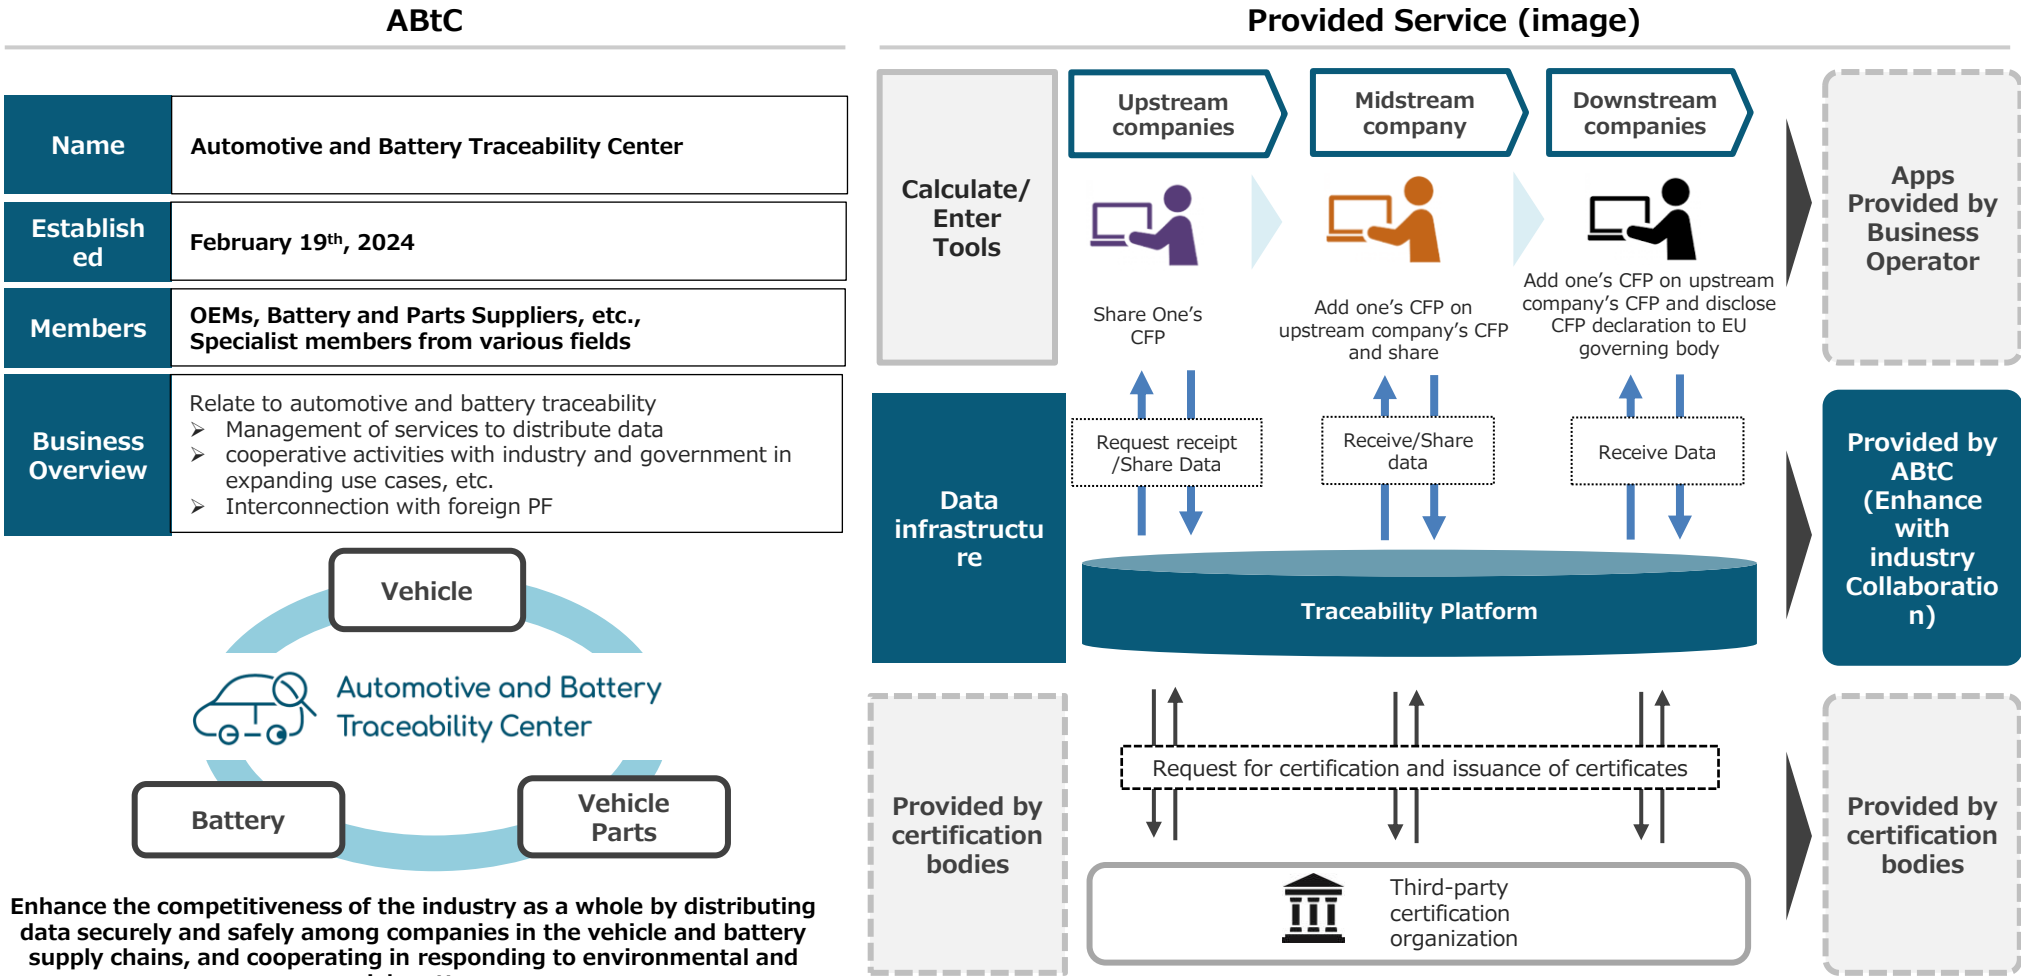 ABtC
Name
Automotive and Battery Traceability Center
Establish
ed
February 19th, 2024
Members
OEMs, Battery and Parts Suppliers, etc.,
Specialist members from various fields
Business
Overview
Relate to automotive and battery traceability
➢ Management of services to distribute data
➢ cooperative activities with industry and government in
expanding use cases, etc.
➢ Interconnection with foreign PF
Vehicle
Automotive and Battery
Traceability Center
Battery
Vehicle
Parts
Enhance the competitiveness of the industry as a whole by distributing
data securely and safely among companies in the vehicle and battery
supply chains, and cooperating in responding to environmental and
Provided Service (image)
Calculate/
Enter
Tools
Upstream
companies
Midstream
company
Downstream
companies
Share One's
CFP
Add one's CFP on
upstream company's CFP
and share
Add one's CFP on upstream
company's CFP and disclose
CFP declaration to EU
governing body
Apps
Provided by
Business
Operator
Data
infrastructu
re
Request receipt
/Share Data
Receive/Share
data
Receive Data
Traceability Platform
Provided by
ABtC
(Enhance
with
industry
Collaboratio
n)
Provided by
certification
bodies
Request for certification and issuance of certificates
Third-party
certification
organization
Provided by
certification
bodies